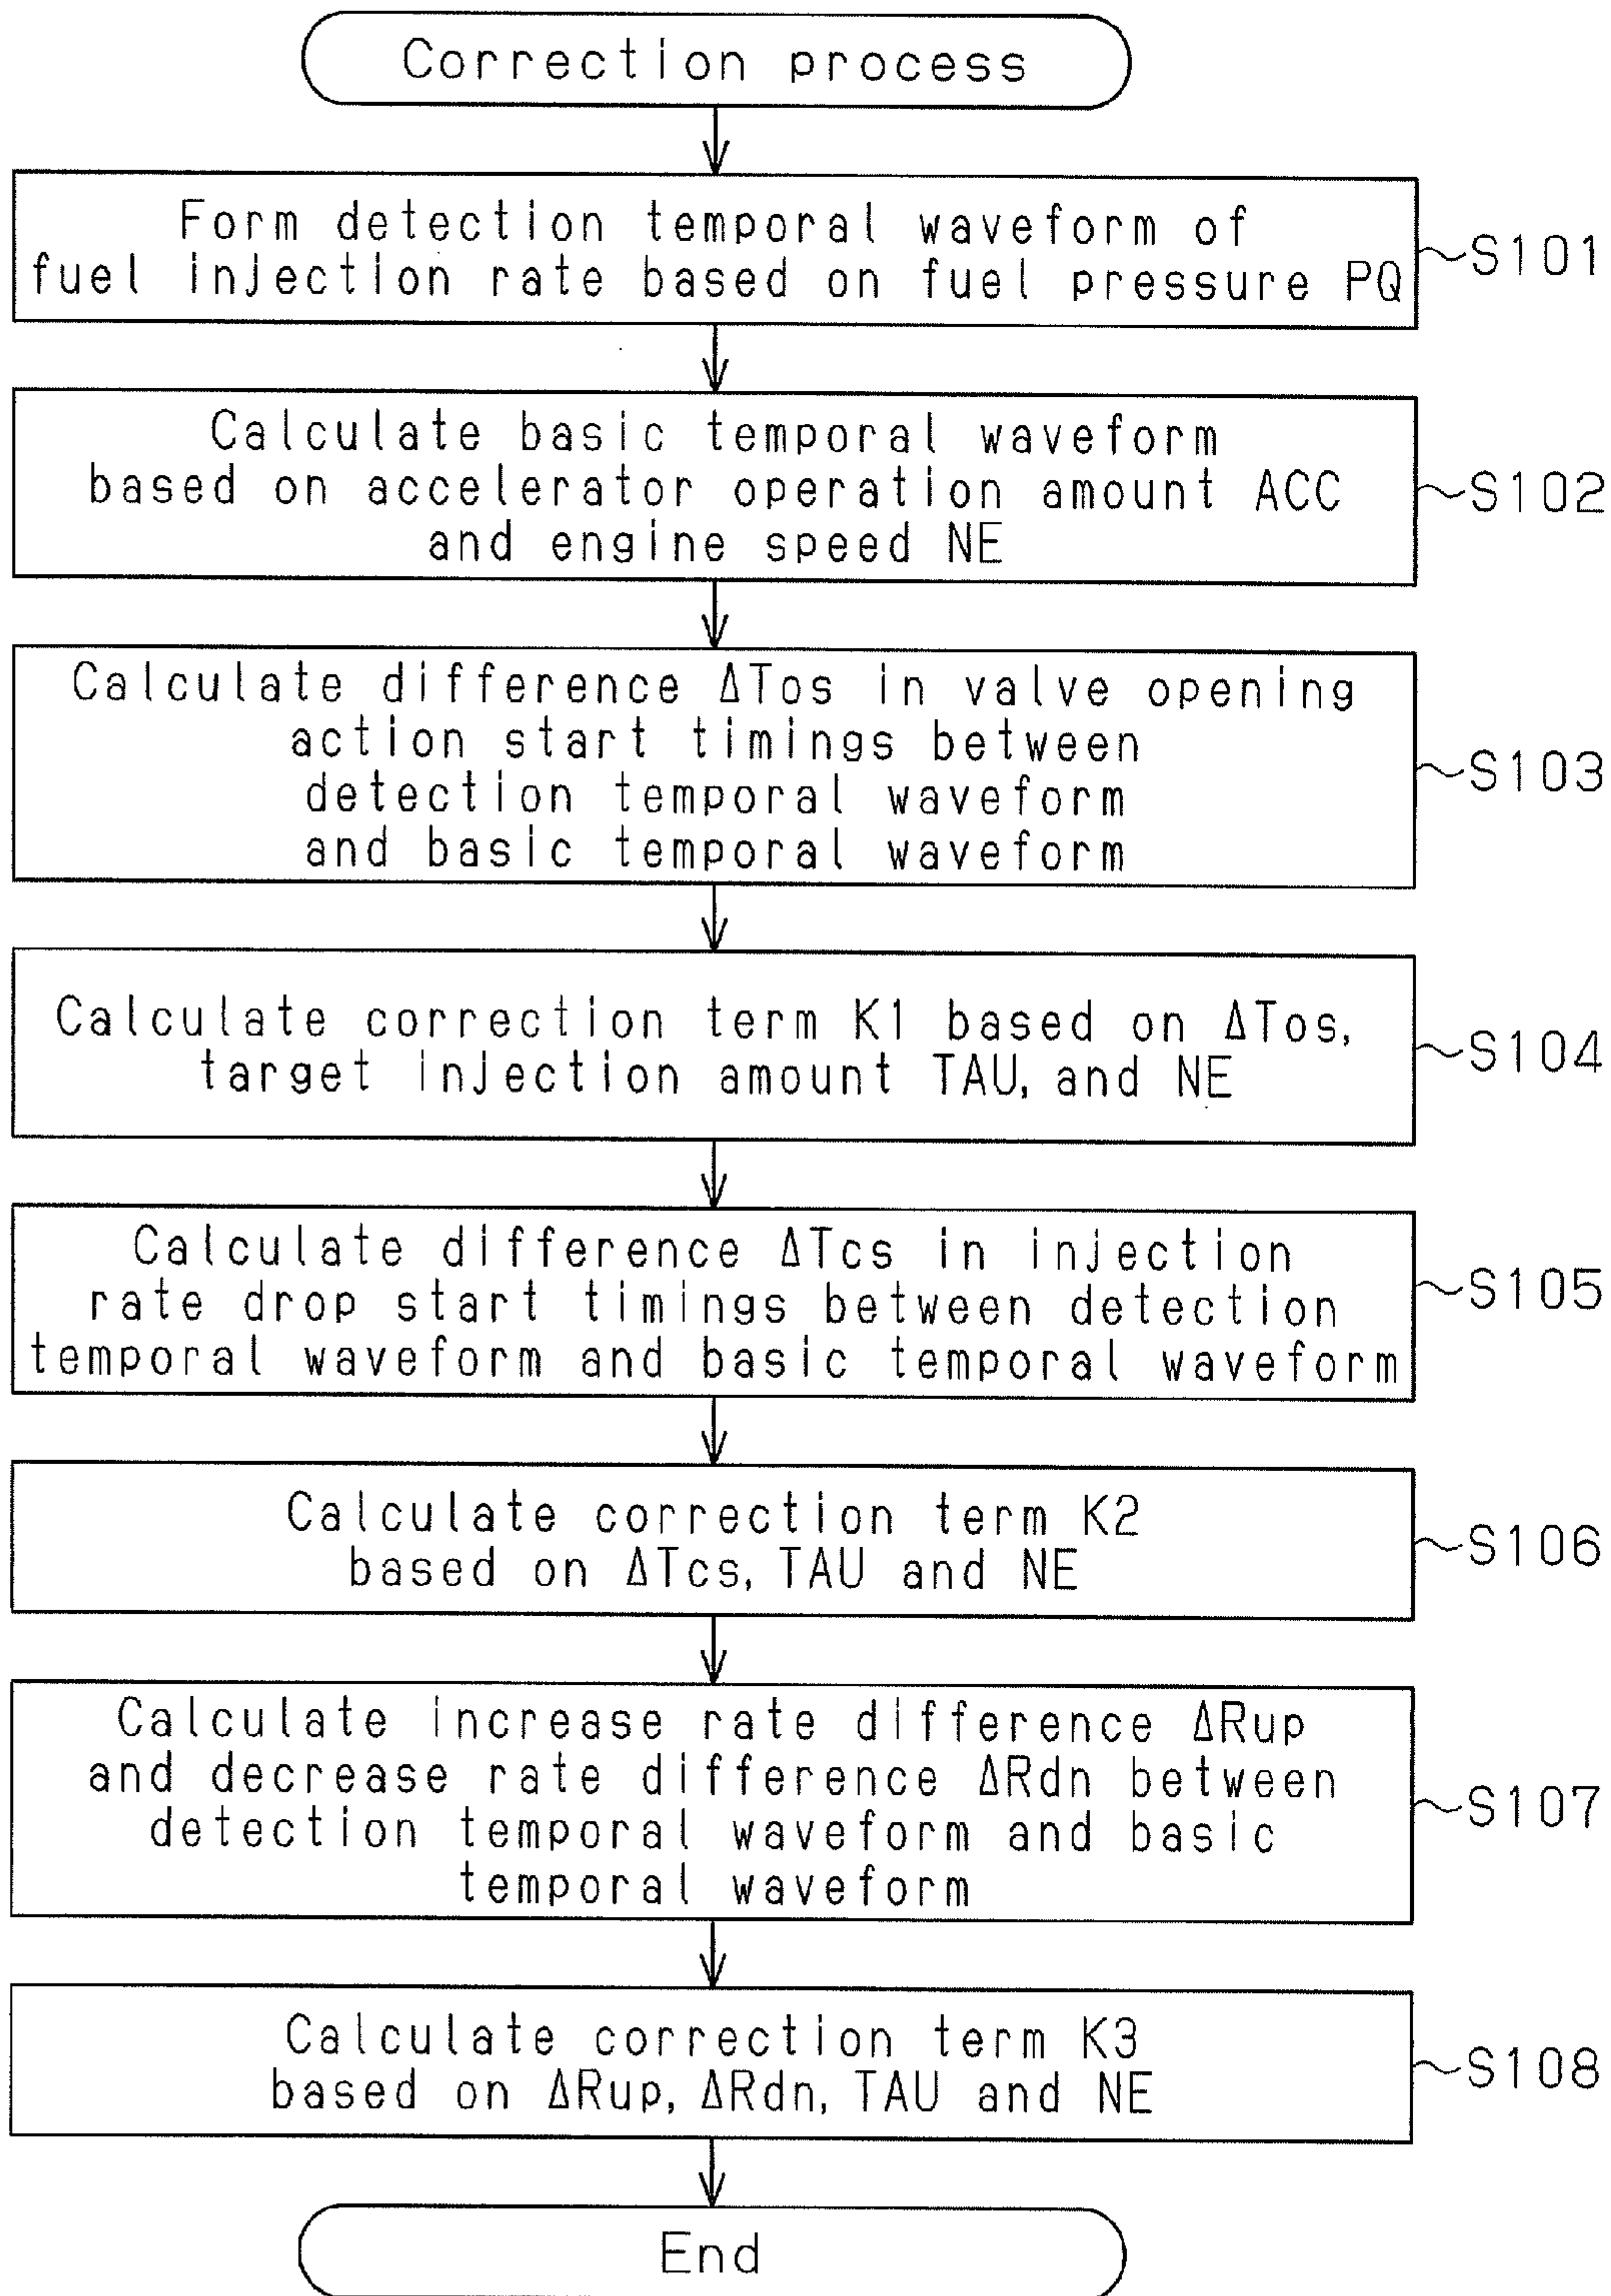 Correction process
Form detection temporal waveform of
fuel injection rate based on fuel pressure PQ
S101
Calculate basic temporal waveform
based on accelerator operation amount ACC
and engine speed NE
S102
Calculate difference ΔTos in valve opening
action start timings between
detection temporal waveform
and basic temporal waveform
S103
Calculate correction term K1 based on ΔTos,
target injection amount TAU, and NE
S104
Calculate difference ΔTcs in injection
rate drop start timings between detection
temporal waveform and basic temporal waveform
S105
Calculate correction term K2
based on ΔTcs, TAU and NE
S106
Calculate increase rate difference ΔRup
and decrease rate difference ΔRdn between
detection temporal waveform and basic
temporal waveform
S107
Calculate correction term K3
based on ΔRup, ΔRdn, TAU and NE
S108
End